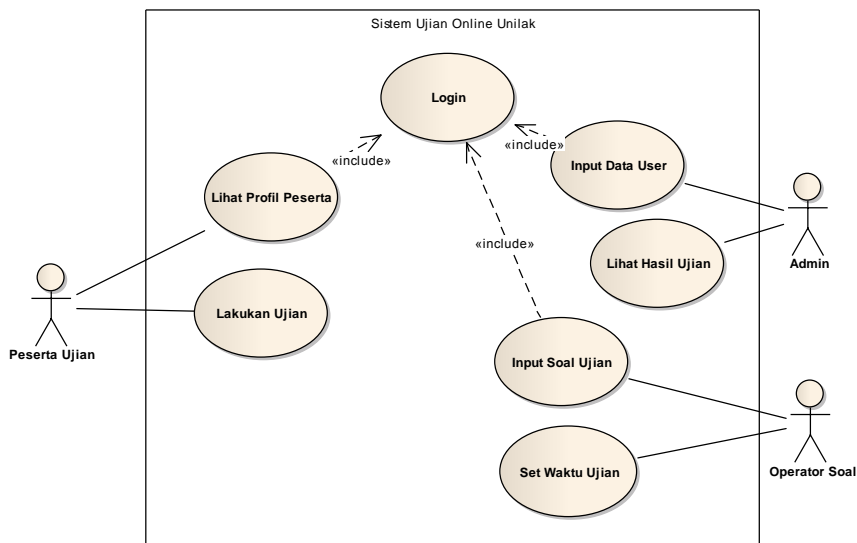 Sistem Ujian Online Unilak
Login
«include»
«include»
Input Data User
Lihat Profil Peserta
«include»
Lihat Hasil Ujian
Admin
Lakukan Ujian
Peserta Ujian
Input Soal Ujian
Set Waktu Ujian
Operator Soal